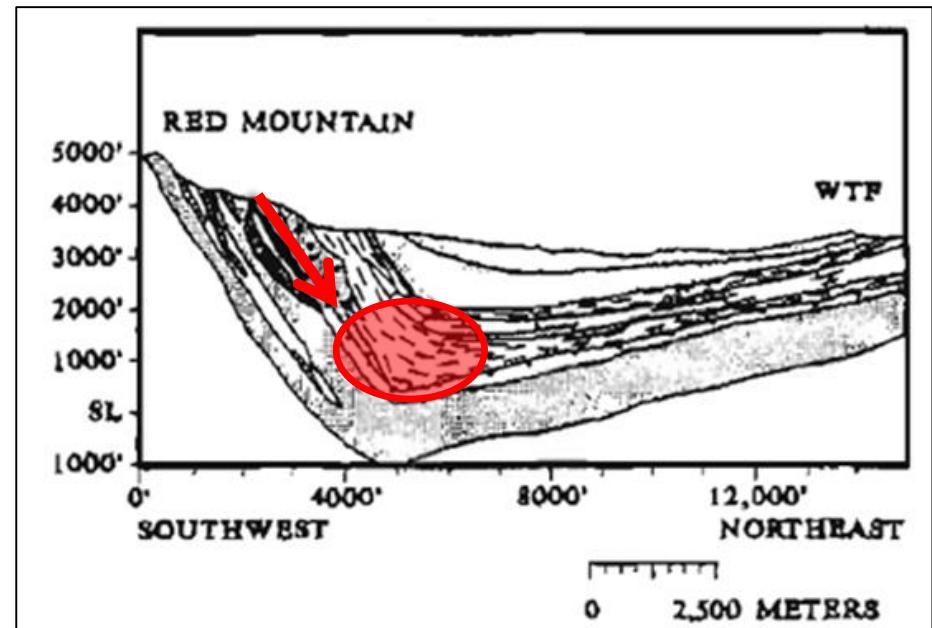 RED MOUNTAIN
WTF
5000'
4000'
3000'
2000'
1000'
SL
1000'
0' 4000' 8000' 12,000'
SOUTHWEST NORTHEAST
0 2,500 METERS